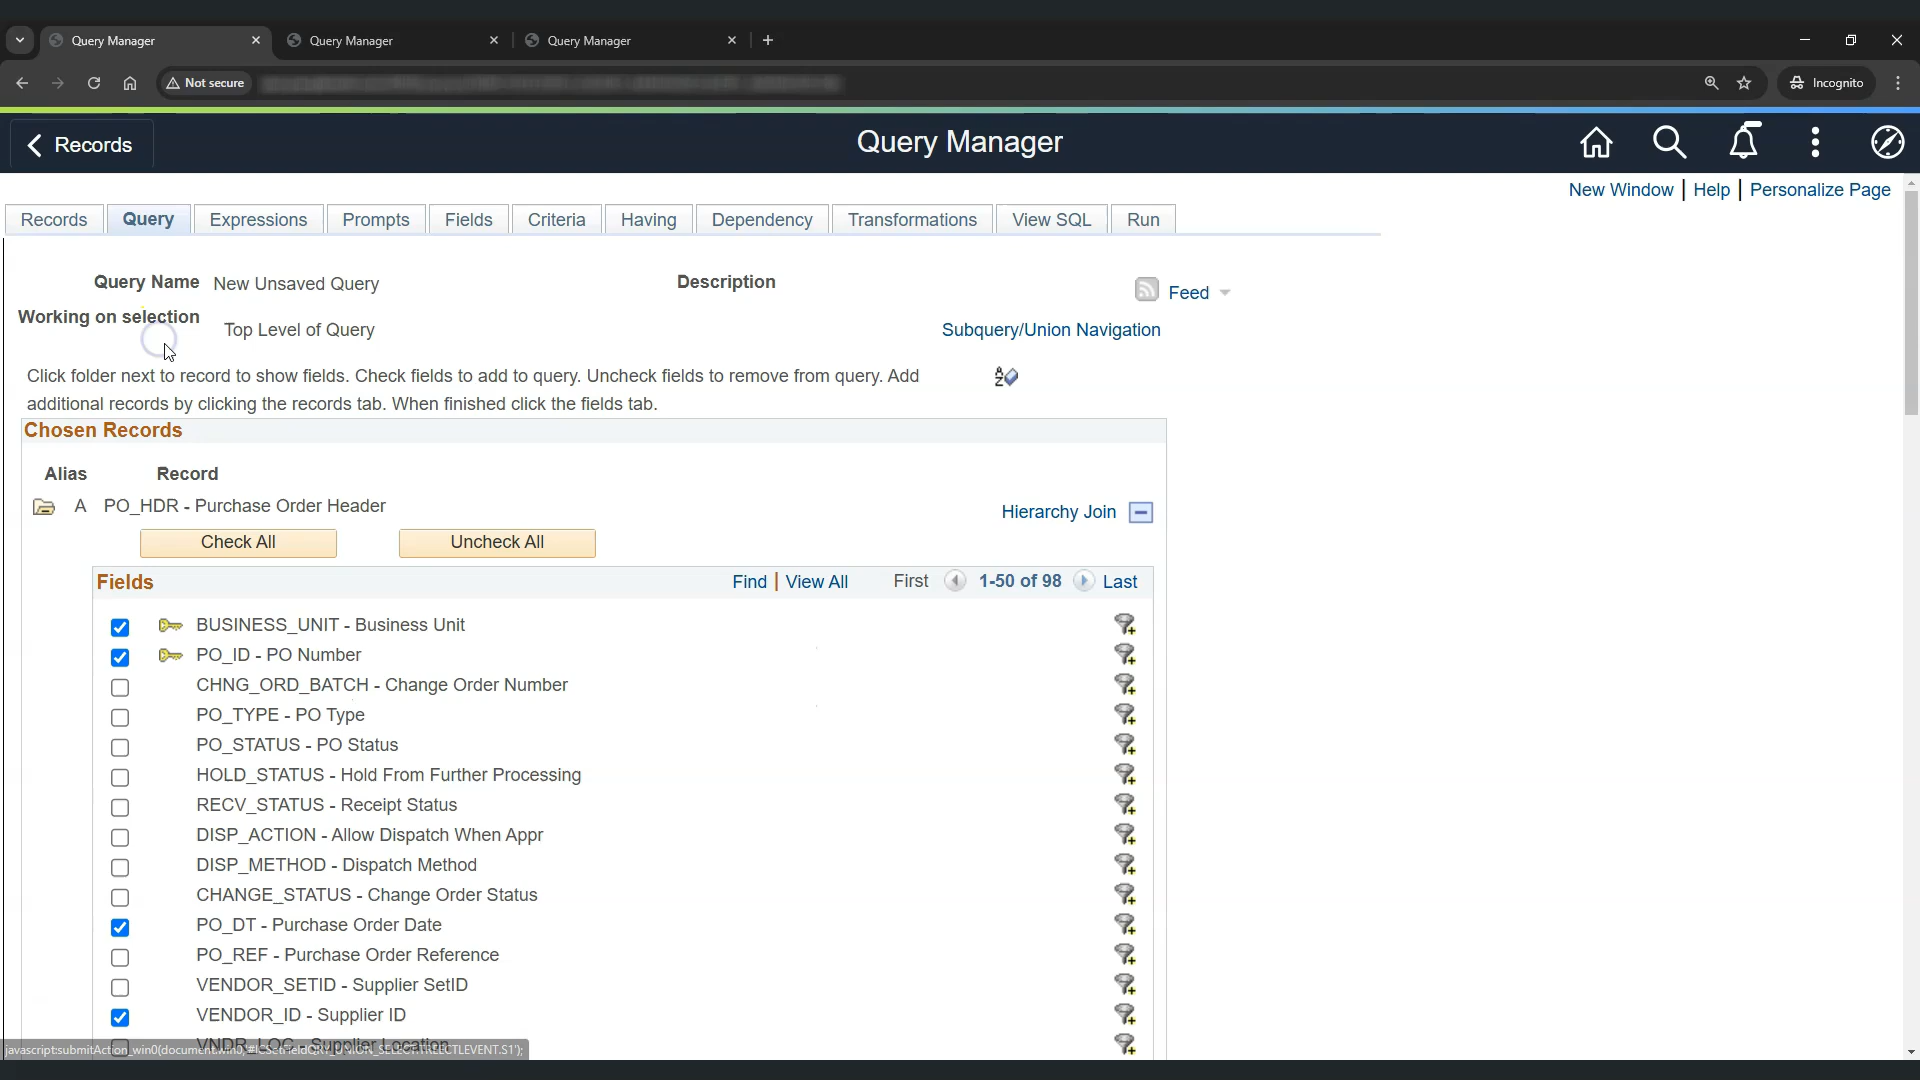 Query Manager
Query Manager
Query Manager
Not secure
Incognito
Records
Query Manager
New Window | Help | Personalize Page
Records Query Expressions Prompts Fields Criteria Having Dependency Transformations View SQL Run
Query Name New Unsaved Query Description Feed
Working on selection Top Level of Query Subquery/Union Navigation
Click folder next to record to show fields. Check fields to add to query. Uncheck fields to remove from query. Add
additional records by clicking the records tab. When finished click the fields tab.
Chosen Records
Alias Record
A PO_HDR - Purchase Order Header Hierarchy Join
Check All Uncheck All
Fields Find | View All First 1-50 of 98 Last
BUSINESS_UNIT - Business Unit
PO_ID - PO Number
CHNG_ORD_BATCH - Change Order Number
PO_TYPE - PO Type
PO_STATUS - PO Status
HOLD_STATUS - Hold From Further Processing
RECV_STATUS - Receipt Status
DISP_ACTION - Allow Dispatch When Appr
DISP_METHOD - Dispatch Method
CHANGE_STATUS - Change Order Status
PO_DT - Purchase Order Date
PO_REF - Purchase Order Reference
VENDOR_SETID - Supplier SetID
VENDOR_ID - Supplier ID
VNDR_LOC - Supplier Location